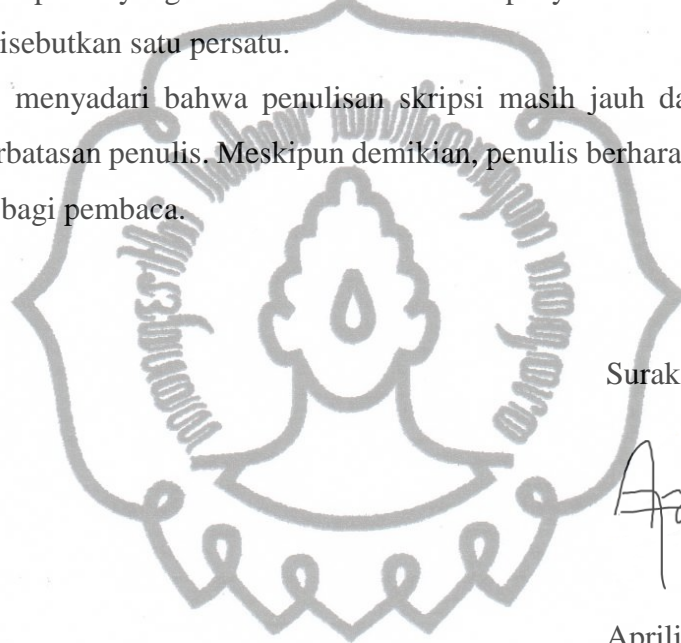 yang
isebutkan satu persatu.
menyadari bahwa penulisan skripsi masih jauh da
rbatasan penulis. Meskipun demikian, penulis berhara
bagi pembaca.
Surak
Aprili